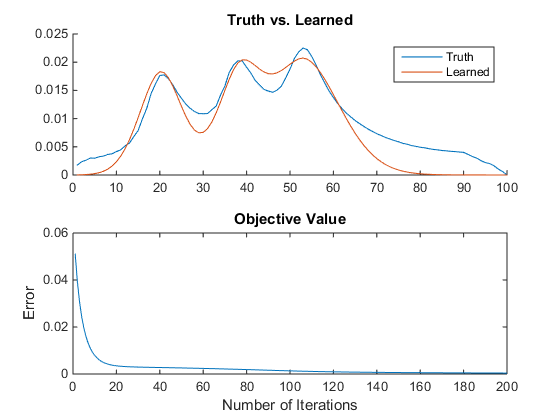 Truth vs. Learned
0.025
0.02
0.015
0.01
0.005
0
Truth
Learned
0 10 20 30 40 50 60 70 80 90 100
Objective Value
0.06
0.04
0.02
0
Error
0 20 40 60 80 100 120 140 160 180 200
Number of Iterations